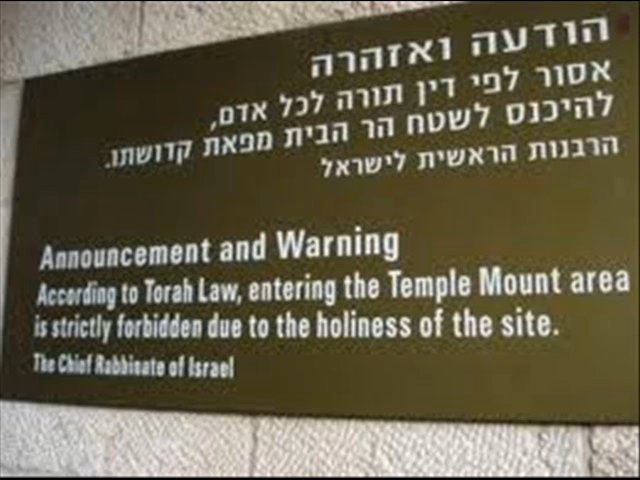 הודעה ואזהרה
אסור לפי דין תורה לכל אדם,
להיכנס לשטח הר הבית מפאת קדושתו.
הרבנות הראשית לישראל
Announcement and Warning
According to Torah Law, entering the Temple Mount area
is strictly forbidden due to the holiness of the site.
The Chief Rabbinate of Israel